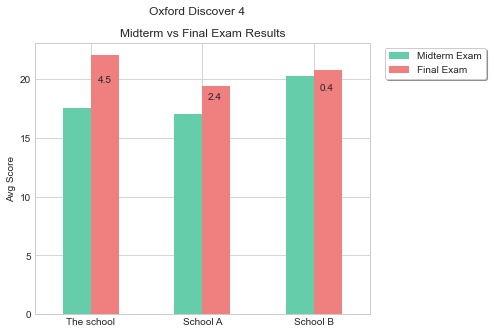 Oxford Discover 4
Midterm vs Final Exam Results
Midterm Exam
Final Exam
Avg Score
20
15
10
5
0
4.5
2.4
0.4
The school
School A
School B